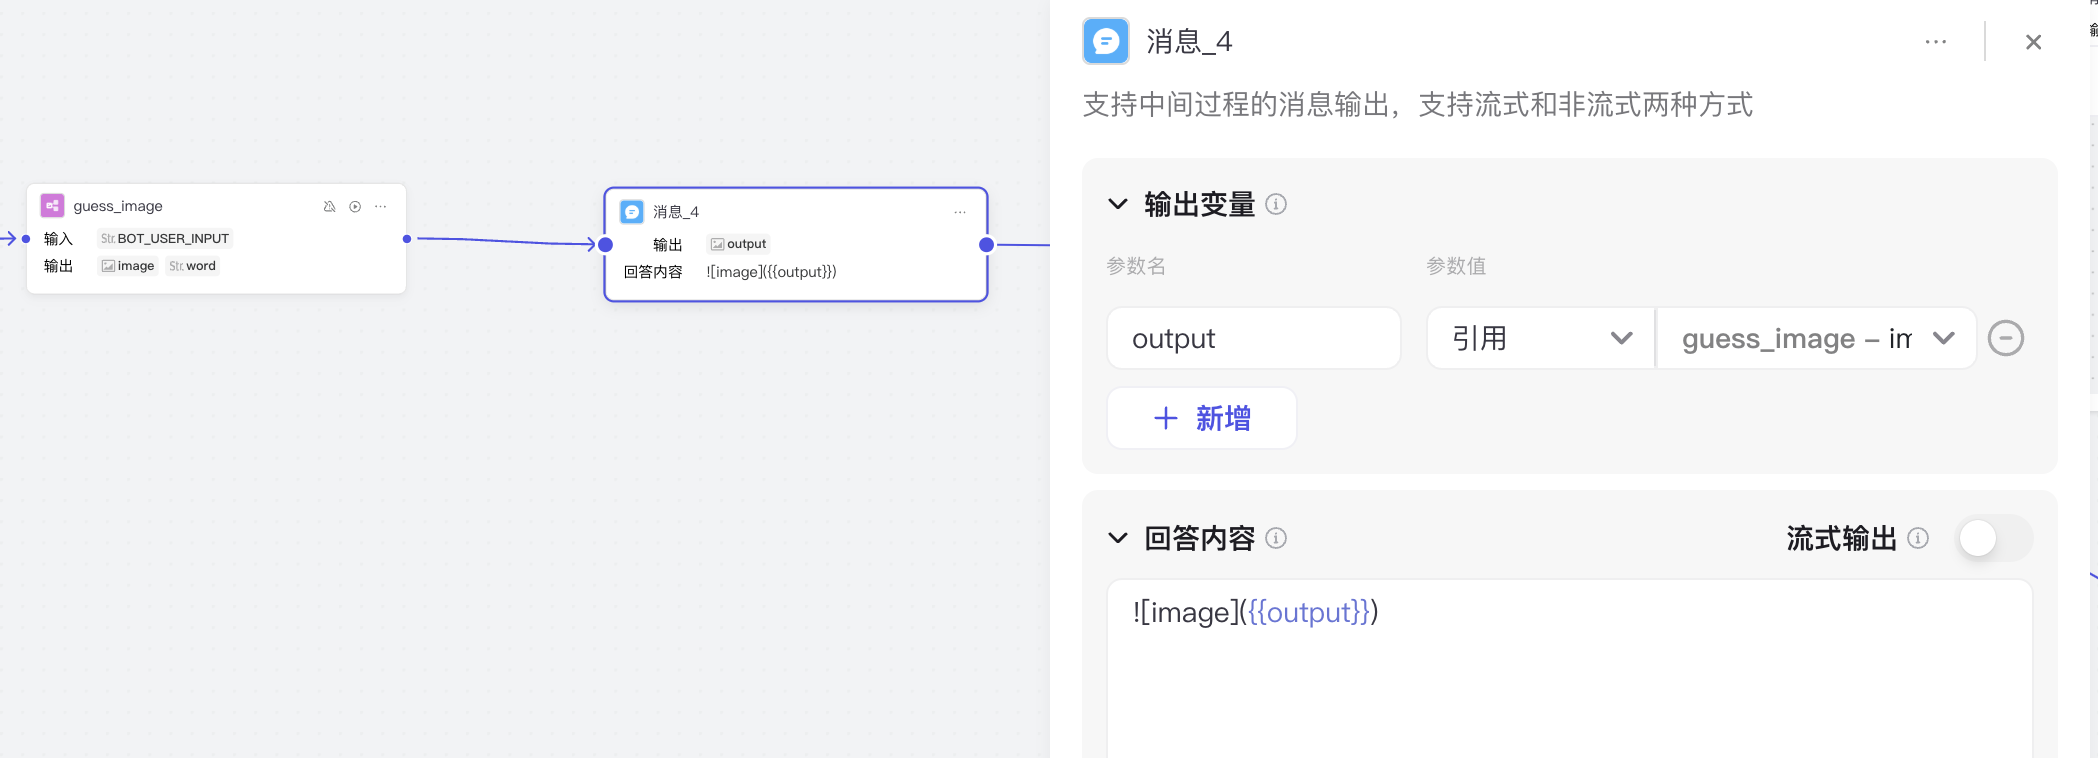 guess_image
输入 Str. BOT_USER_INPUT
输出 image Str. word
消息_4
输出 output
回答内容 ![image]({{output}})
消息_4
支持中间过程的消息输出，支持流式和非流式两种方式
输出变量
参数名 参数值
output 引用 guess_image – im
+ 新增
回答内容 流式输出
![image]({{output}})